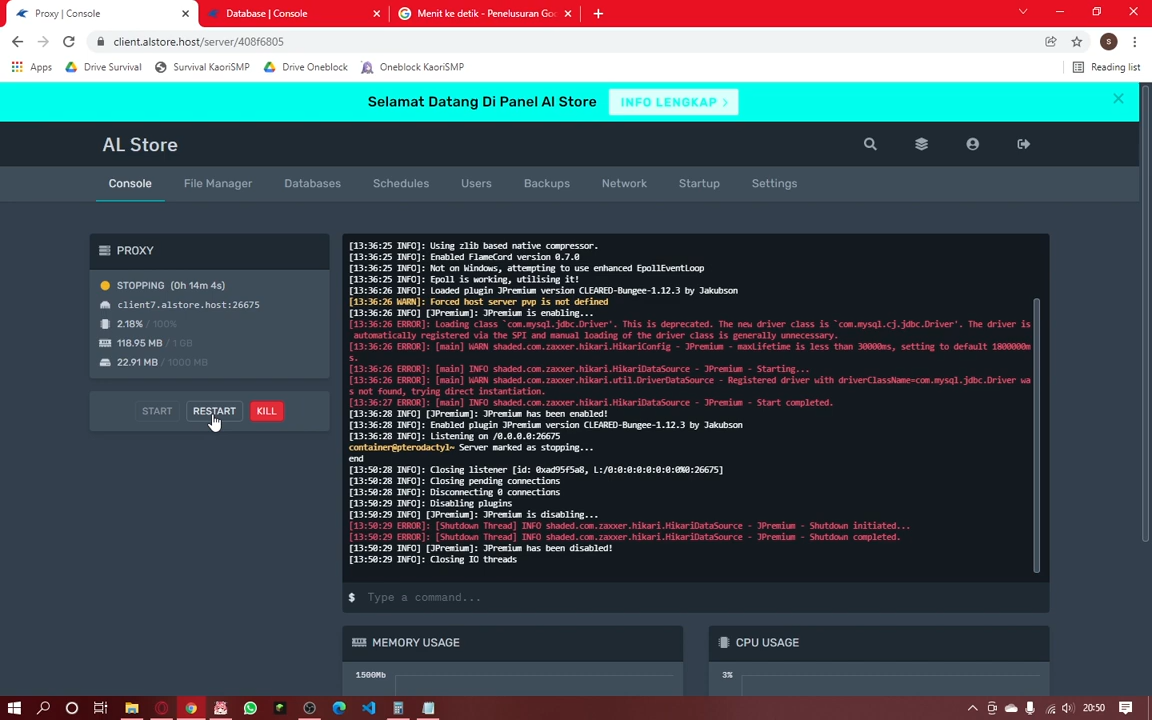 Proxy | Console
Database | Console
Menit ke detik - Penelusuran Goo
client.alstore.host/server/408f6805
S
Apps
Drive Survival
Survival KaoriSMP
Drive Oneblock
Oneblock KaoriSMP
Reading list
Selamat Datang Di Panel Al Store
INFO LENGKAP >
AL Store
Console
File Manager
Databases
Schedules
Users
Backups
Network
Startup
Settings
PROXY
STOPPING (0h 14m 4s)
client7.alstore.host:26675
2.18% / 100%
118.95 MB / 1 GB
22.91 MB / 1000 MB
START
RESTART
KILL
[13:36:25 INFO]: Using zlib based native compressor.
[13:36:25 INFO]: Enabled FlameCord version 0.7.0
[13:36:25 INFO]: Not on Windows, attempting to use enhanced EpollEventLoop
[13:36:25 INFO]: Epoll is working, utilising it!
[13:36:26 INFO]: Loaded plugin JPremium version CLEARED-Bungee-1.12.3 by Jakubson
[13:36:26 WARN]: Forced host server pvp is not defined
[13:36:26 INFO] [JPremium]: JPremium is enabling...
[13:36:26 ERROR]: Loading class `com.mysql.jdbc.Driver'. This is deprecated. The new driver class is `com.mysql.cj.jdbc.Driver'. The driver is
automatically registered via the SPI and manual loading of the driver class is generally unnecessary.
[13:36:26 ERROR]: [main] WARN shaded.com.zaxxer.hikari.HikariConfig - JPremium - maxLifetime is less than 30000ms, setting to default 1800000m
s.
[13:36:26 ERROR]: [main] INFO shaded.com.zaxxer.hikari.HikariDataSource - JPremium - Starting...
[13:36:26 ERROR]: [main] WARN shaded.com.zaxxer.hikari.util.DriverDataSource - Registered driver with driverClassName=com.mysql.jdbc.Driver wa
s not found, trying direct instantiation.
[13:36:27 ERROR]: [main] INFO shaded.com.zaxxer.hikari.HikariDataSource - JPremium - Start completed.
[13:36:28 INFO] [JPremium]: JPremium has been enabled!
[13:36:28 INFO]: Enabled plugin JPremium version CLEARED-Bungee-1.12.3 by Jakubson
[13:36:28 INFO]: Listening on /0.0.0.0:26675
container@pterodactyl~ Server marked as stopping...
end
[13:50:28 INFO]: Closing listener [id: 0xad95f5a8, L:/0:0:0:0:0:0:0:0%0:26675]
[13:50:28 INFO]: Closing pending connections
[13:50:28 INFO]: Disconnecting 0 connections
[13:50:29 INFO]: Disabling plugins
[13:50:29 INFO] [JPremium]: JPremium is disabling...
[13:50:29 ERROR]: [Shutdown Thread] INFO shaded.com.zaxxer.hikari.HikariDataSource - JPremium - Shutdown initiated...
[13:50:29 ERROR]: [Shutdown Thread] INFO shaded.com.zaxxer.hikari.HikariDataSource - JPremium - Shutdown completed.
[13:50:29 INFO] [JPremium]: JPremium has been disabled!
[13:50:29 INFO]: Closing IO threads
$ Type a command...
MEMORY USAGE
1500Mb
CPU USAGE
3%
20:50